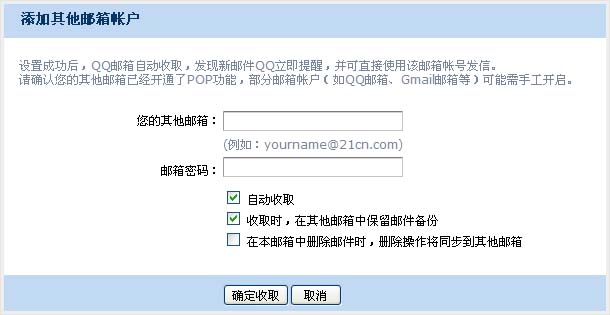 添加其他邮箱帐户
设置成功后，QQ邮箱自动收取，发现新邮件QQ立即提醒，并可直接使用该邮箱帐号发信。
请确认您的其他邮箱已经开通了POP功能，部分邮箱帐户（如QQ邮箱、Gmail邮箱等）可能需手工开启。
您的其他邮箱：
(例如：yourname@21cn.com)
邮箱密码：
自动收取
收取时，在其他邮箱中保留邮件备份
在本邮箱中删除邮件时，删除操作将同步到其他邮箱
确定收取 取消